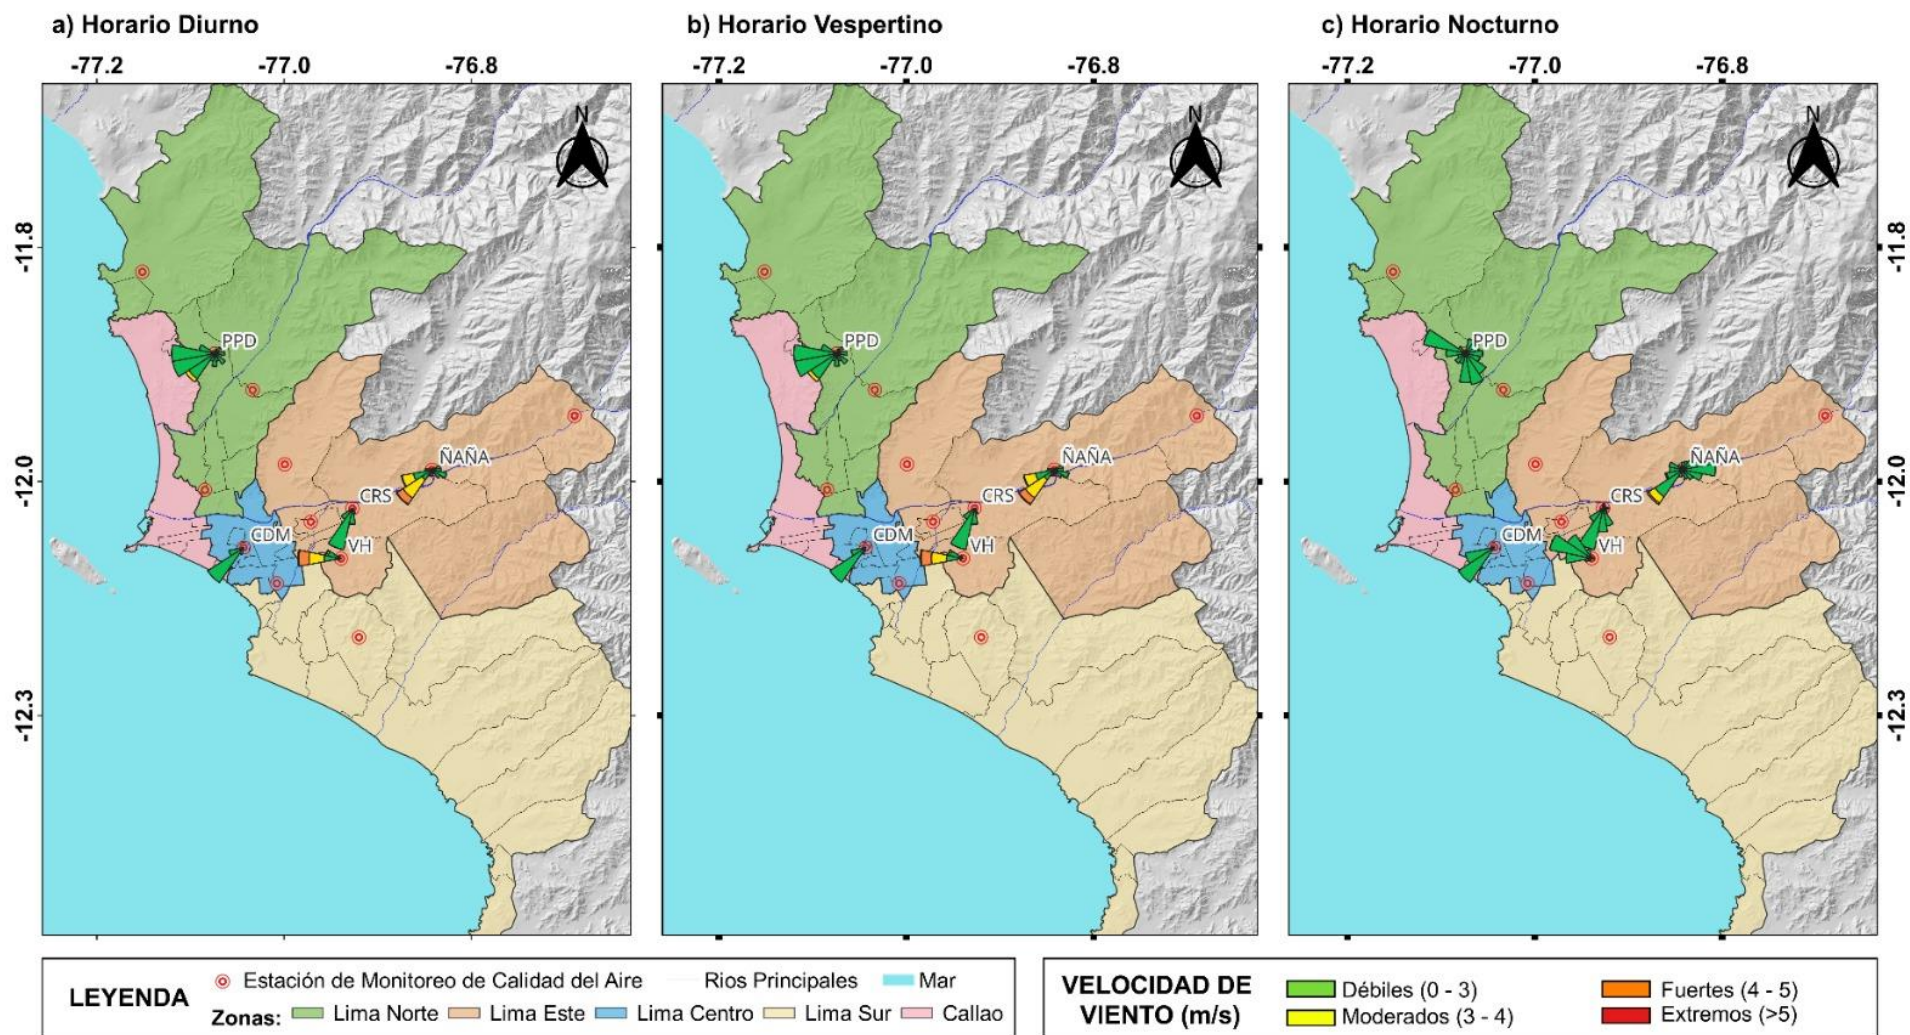 a) Horario Diurno
b) Horario Vespertino
c) Horario Nocturno
-77.2 -77.0 -76.8
-77.2 -77.0 -76.8
-77.2 -77.0 -76.8
N
N
N
-11.8
-12.0
-12.3
PPD
ÑAÑA
CRS
CDM
VH
PPD
ÑAÑA
CRS
CDM
VH
PPD
ÑAÑA
CRS
CDM
VH
-11.8
-12.0
-12.3
LEYENDA
Estación de Monitoreo de Calidad del Aire
Rios Principales
Mar
Zonas: Lima Norte Lima Este Lima Centro Lima Sur Callao
VELOCIDAD DE
VIENTO (m/s)
Débiles (0 - 3)
Moderados (3 - 4)
Fuertes (4 - 5)
Extremos (>5)